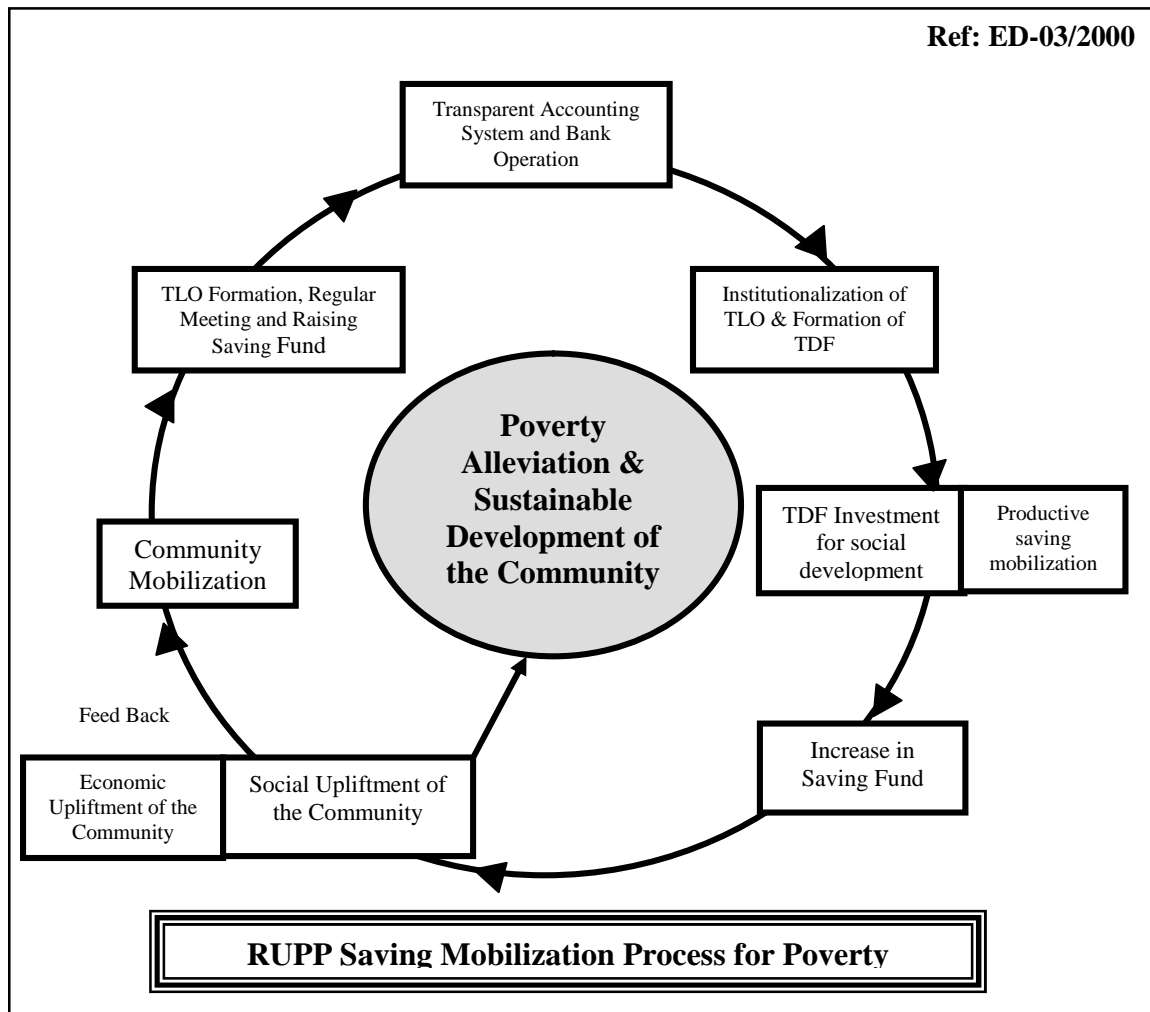 Ref: ED-03/2000
Transparent Accounting
System and Bank
Operation
TLO Formation, Regular
Meeting and Raising
Saving Fund
Institutionalization of
TLO & Formation of
TDF
Poverty
Alleviation &
Sustainable
Development of
the Community
TDF Investment
for social
development
Productive
saving
mobilization
Community
Mobilization
Feed Back
Increase in
Saving Fund
Economic
Upliftment of the
Community
Social Upliftment of
the Community
RUPP Saving Mobilization Process for Poverty